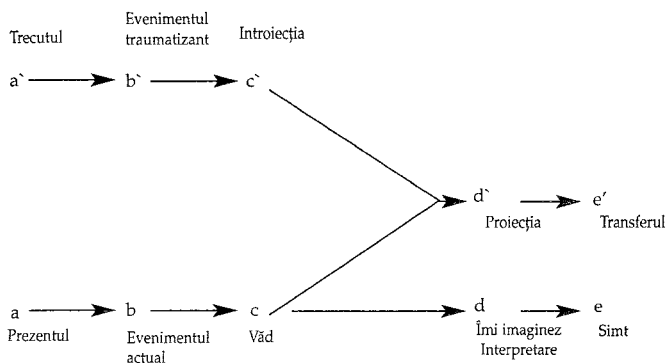 Trecutul
Evenimentul
traumatizant
Introiecția
a` b` c`
d` e′
Proiecția Transferul
a b c d e
Prezentul
Evenimentul
actual
Văd
Îmi imaginez
Interpretare
Simt